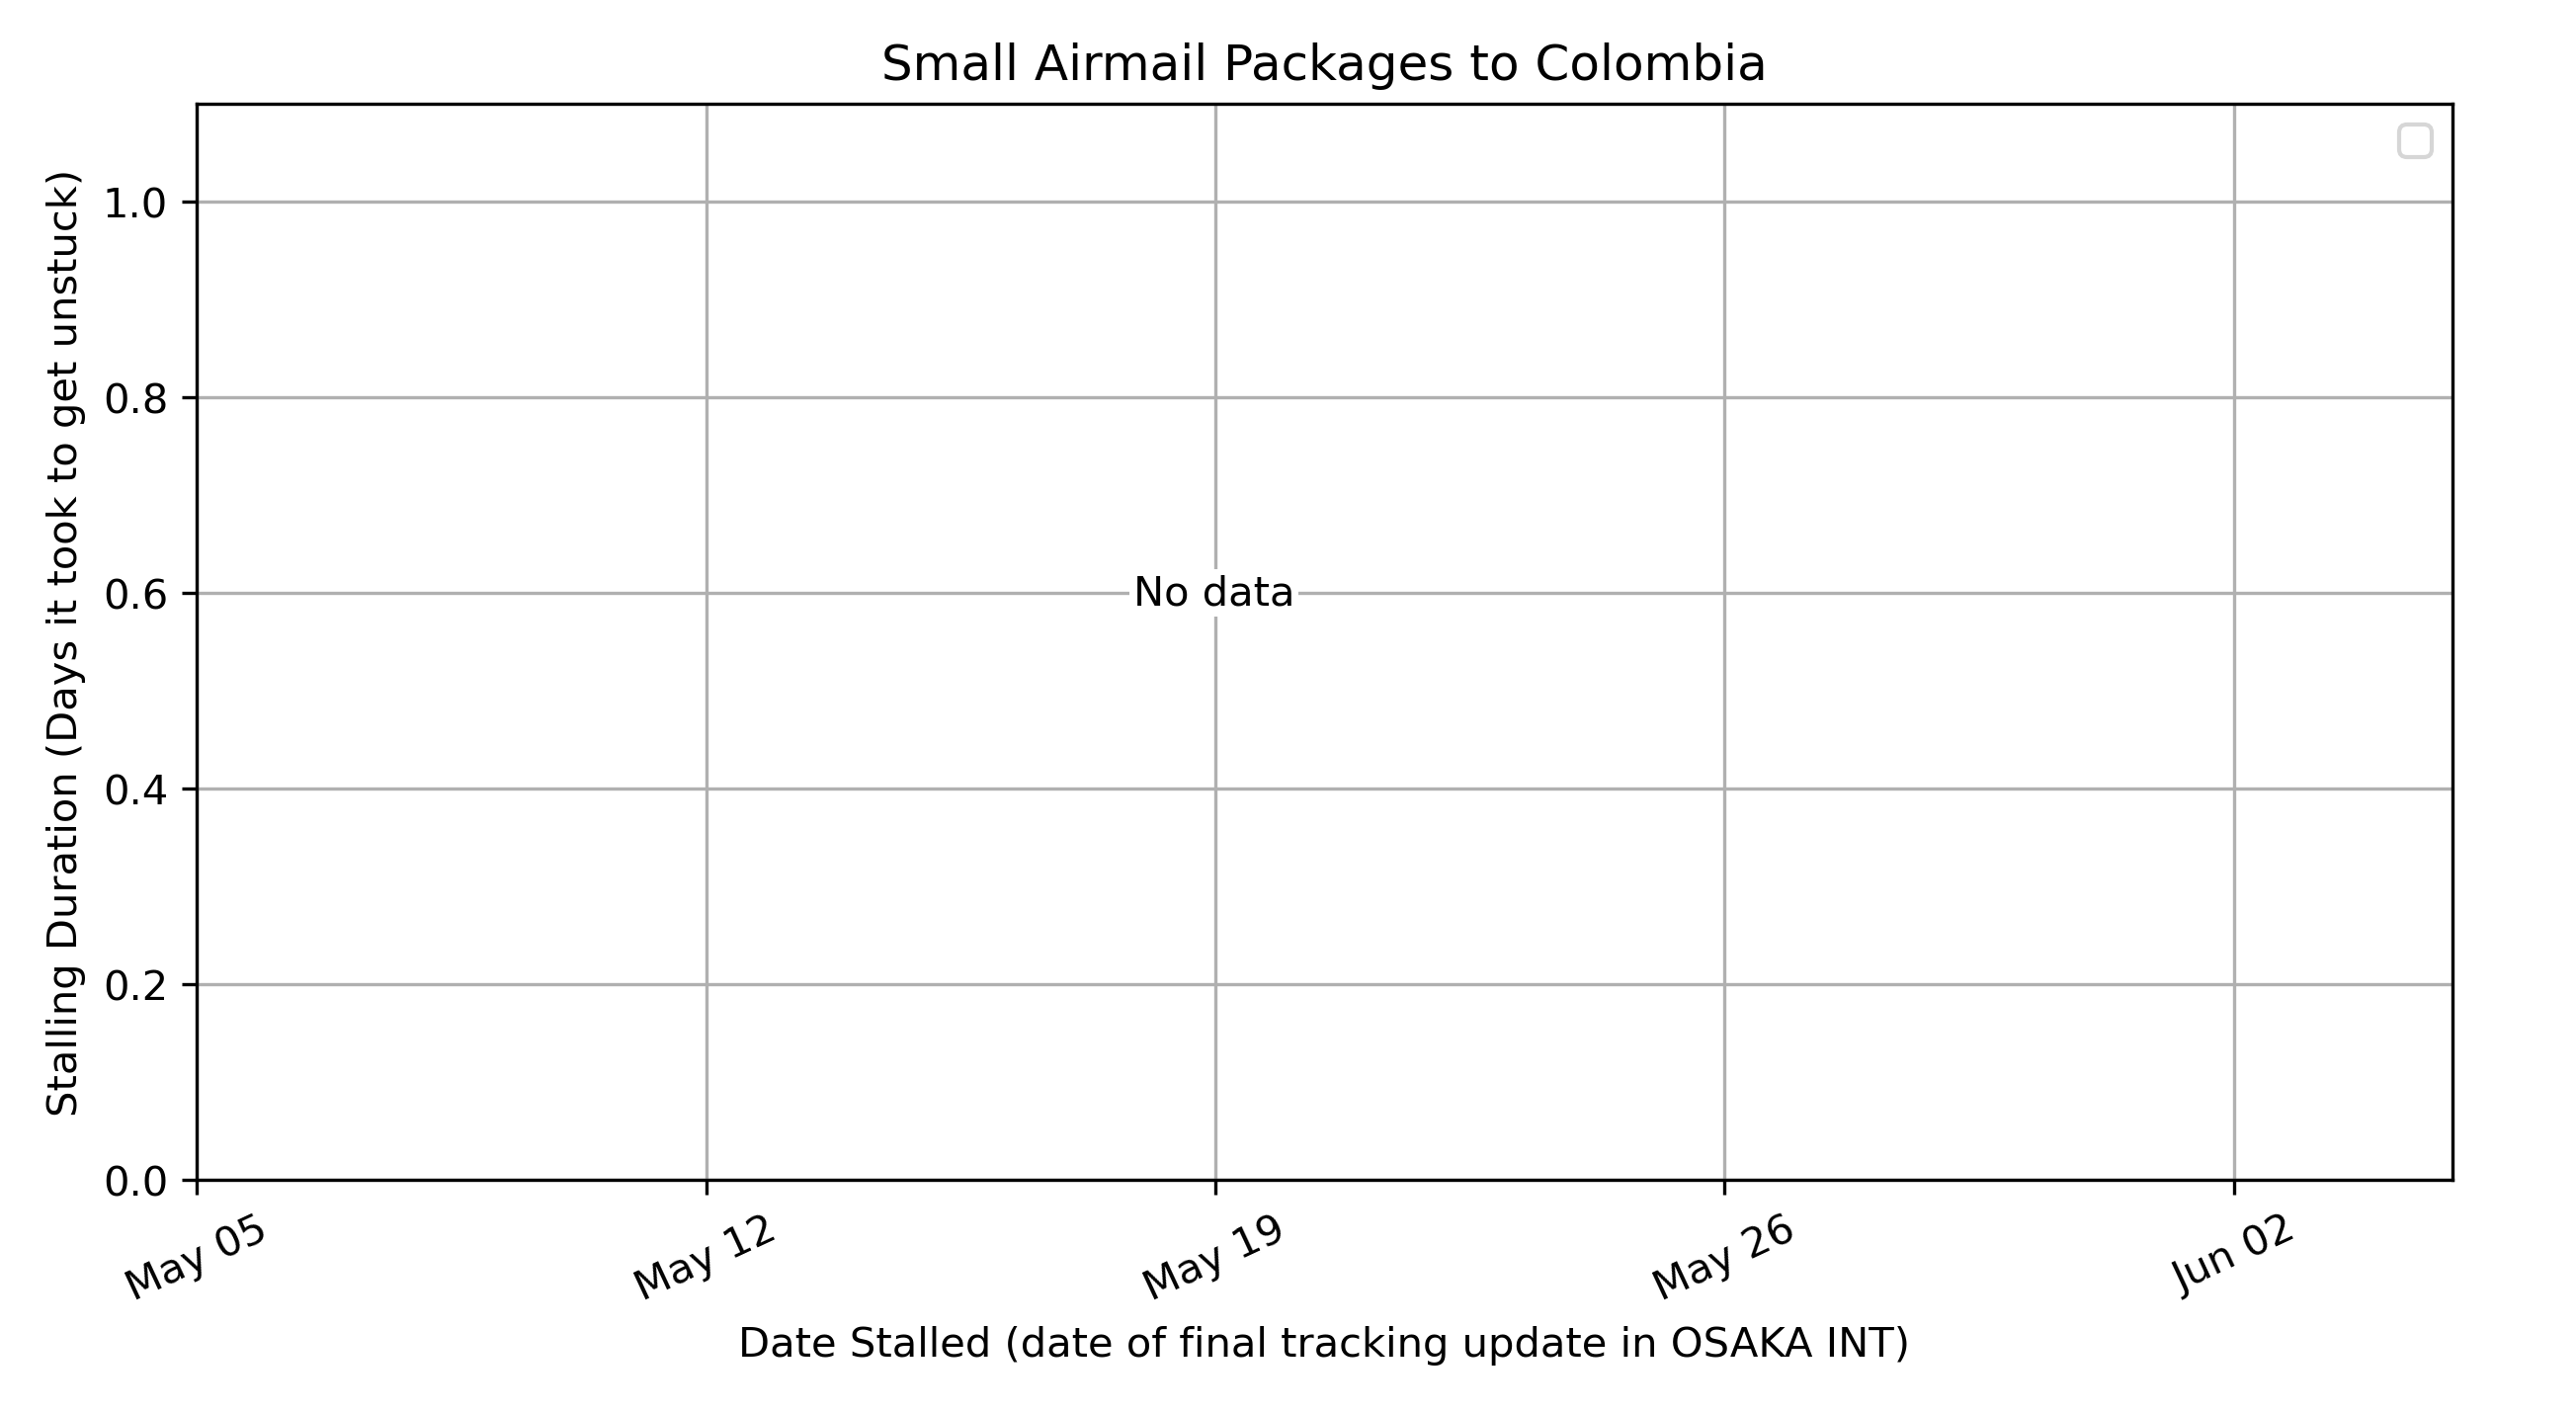 Small Airmail Packages to Colombia
Stalling Duration (Days it took to get unstuck)
1.0
0.8
0.6
0.4
0.2
0.0
No data
May 05
May 12
May 19
May 26
Jun 02
Date Stalled (date of final tracking update in OSAKA INT)